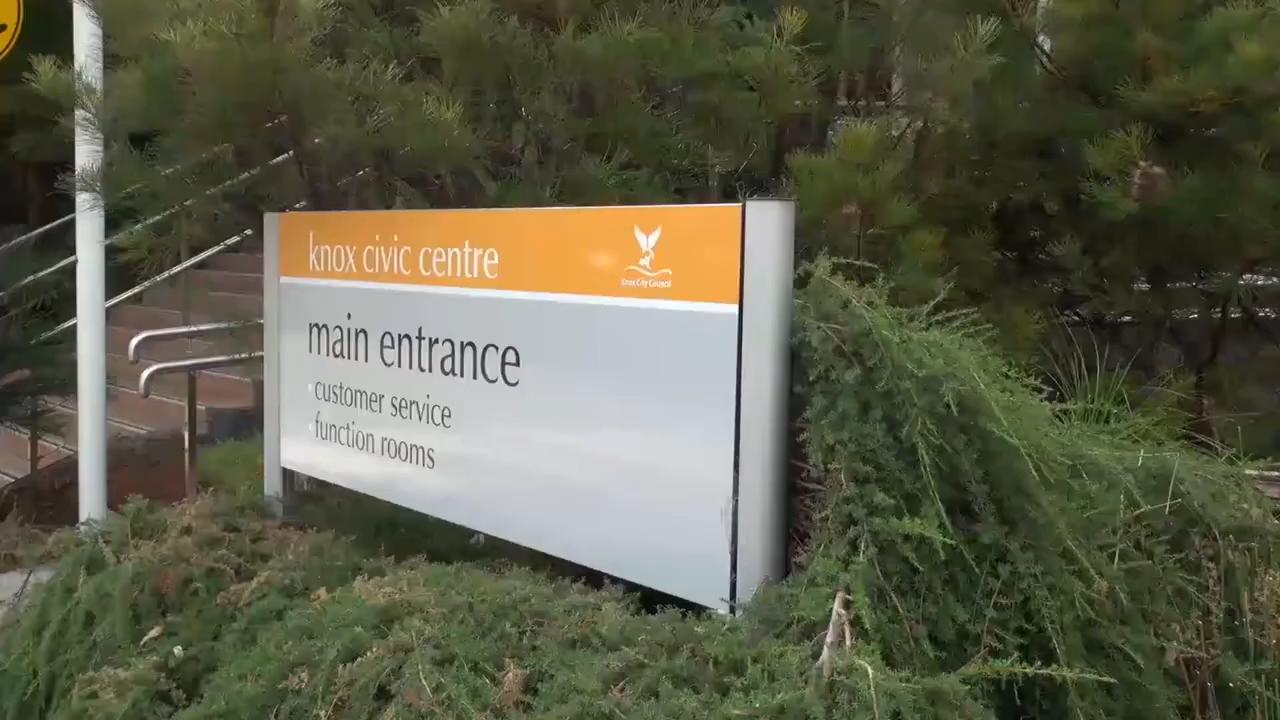 knox civic centre
Knox City Council
main entrance
· customer service
· function rooms